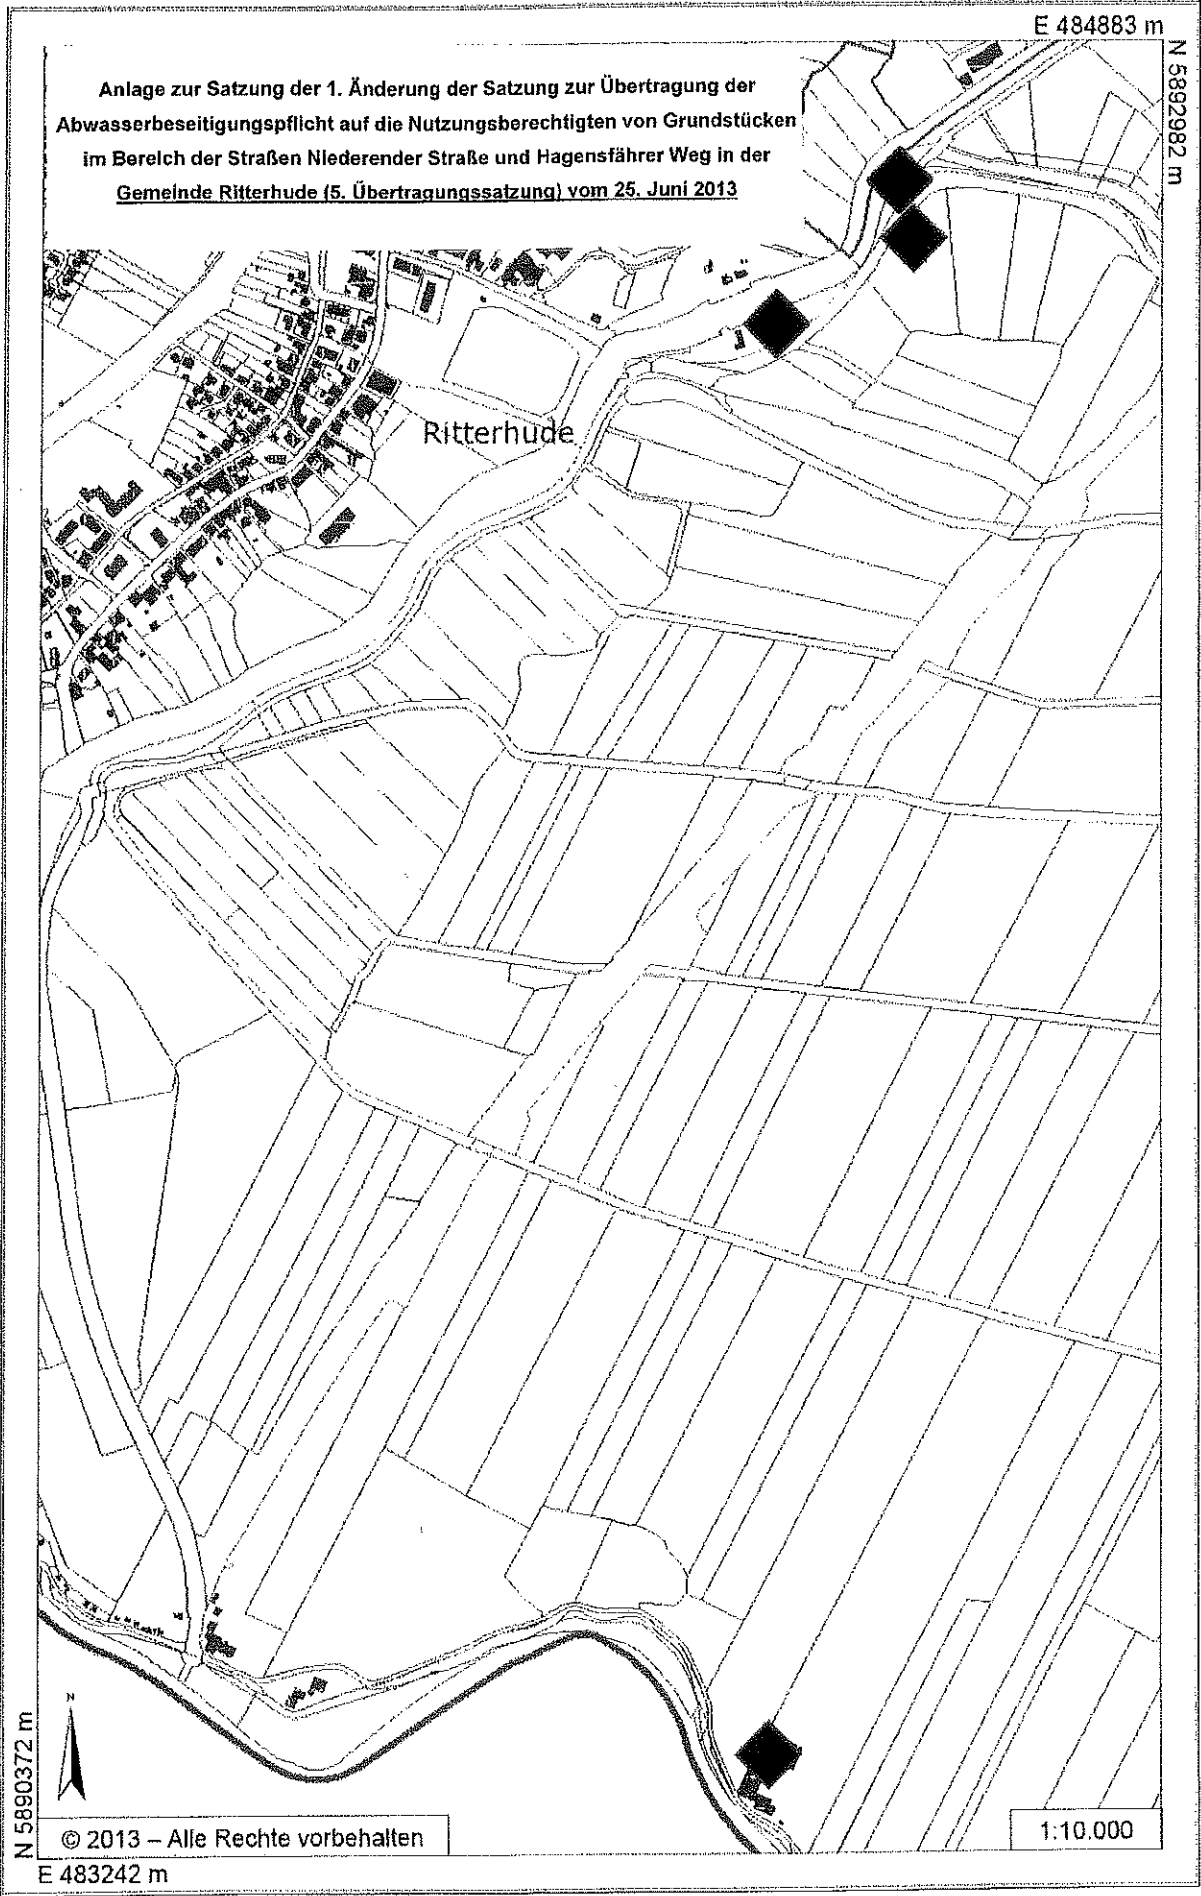 E 484883 m
N 5892982 m
Anlage zur Satzung der 1. Änderung der Satzung zur Übertragung der
Abwasserbeseitigungspflicht auf die Nutzungsberechtigten von Grundstücken
im Bereich der Straßen Niederender Straße und Hagensfährer Weg in der
Gemeinde Ritterhude (5. Übertragungssatzung) vom 25. Juni 2013
Ritterhude
N
N 5890372 m
© 2013 – Alle Rechte vorbehalten
1:10.000
E 483242 m